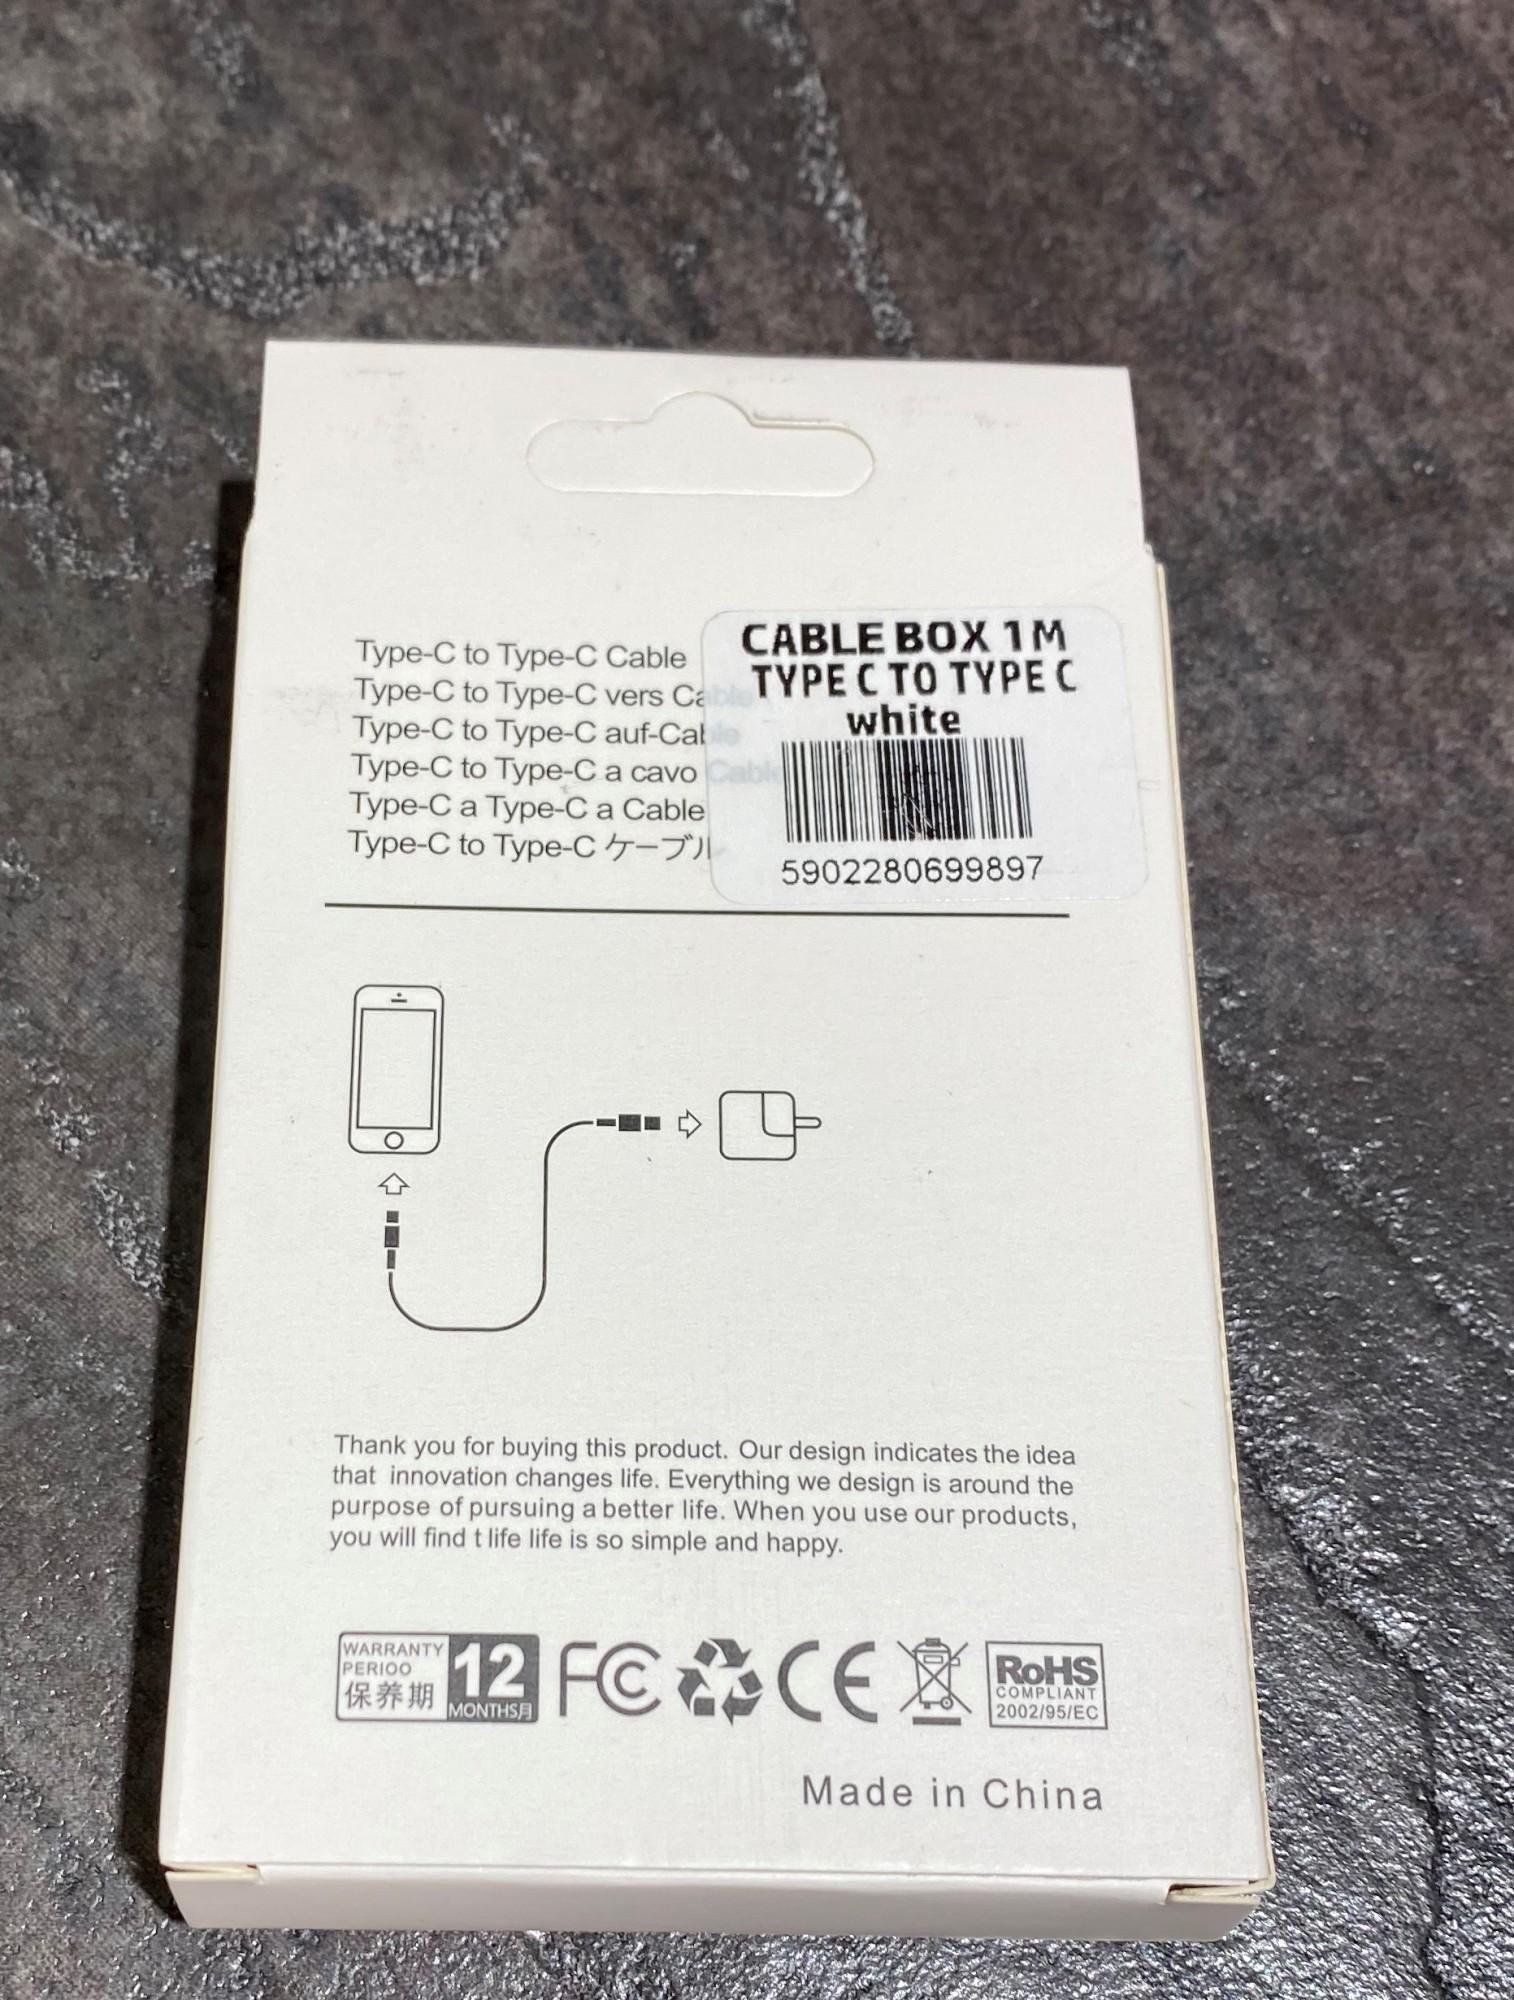 CABLE BOX 1M
TYPE C TO TYPE C
white
5902280699897
Type-C to Type-C Cable
Type-C to Type-C vers Cable
Type-C to Type-C auf-Cable
Type-C to Type-C a cavo Cable
Type-C a Type-C a Cable
Type-C to Type-C ケーブル
Thank you for buying this product. Our design indicates the idea
that innovation changes life. Everything we design is around the
purpose of pursuing a better life. When you use our products,
you will find t life life is so simple and happy.
WARRANTY
PERIOO
保养期
12
MONTHS月
FC
CE
RoHS
COMPLIANT
2002/95/EC
Made in China